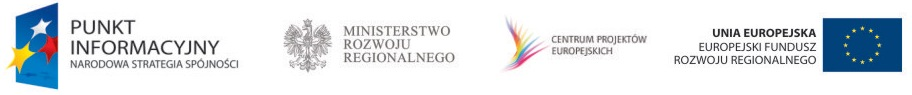 PUNKT
INFORMACYJNY
NARODOWA STRATEGIA SPÓJNOŚCI
MINISTERSTWO
ROZWOJU
REGIONALNEGO
CENTRUM PROJEKTÓW
EUROPEJSKICH
UNIA EUROPEJSKA
EUROPEJSKI FUNDUSZ
ROZWOJU REGIONALNEGO